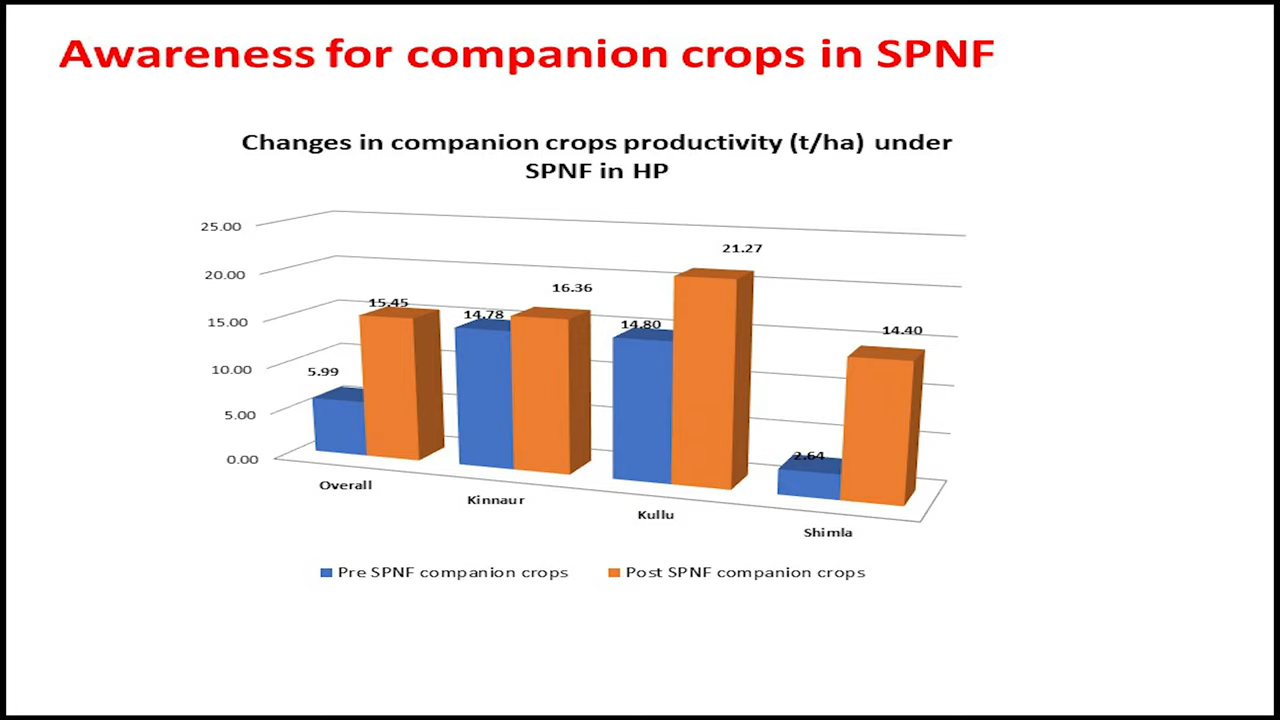 Awareness for companion crops in SPNF
Changes in companion crops productivity (t/ha) under
SPNF in HP
25.00
20.00
15.00
10.00
5.00
0.00
5.99
15.45
14.78
16.36
14.80
21.27
2.64
14.40
Overall
Kinnaur
Kullu
Shimla
Pre SPNF companion crops
Post SPNF companion crops